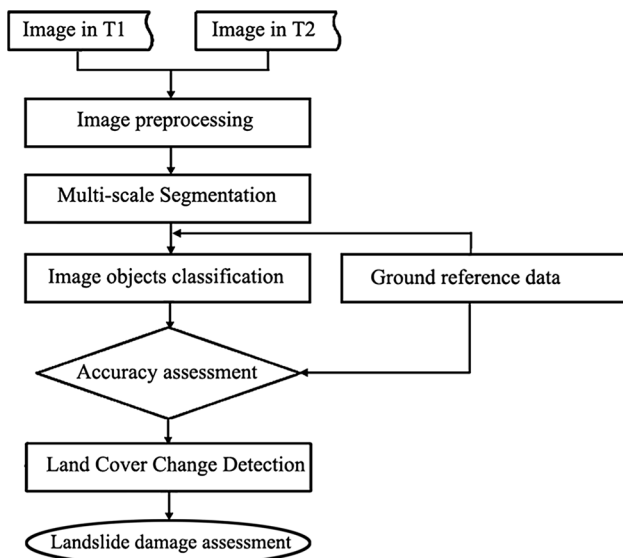 Image in T1
Image in T2
Image preprocessing
Multi-scale Segmentation
Image objects classification
Ground reference data
Accuracy assessment
Land Cover Change Detection
Landslide damage assessment